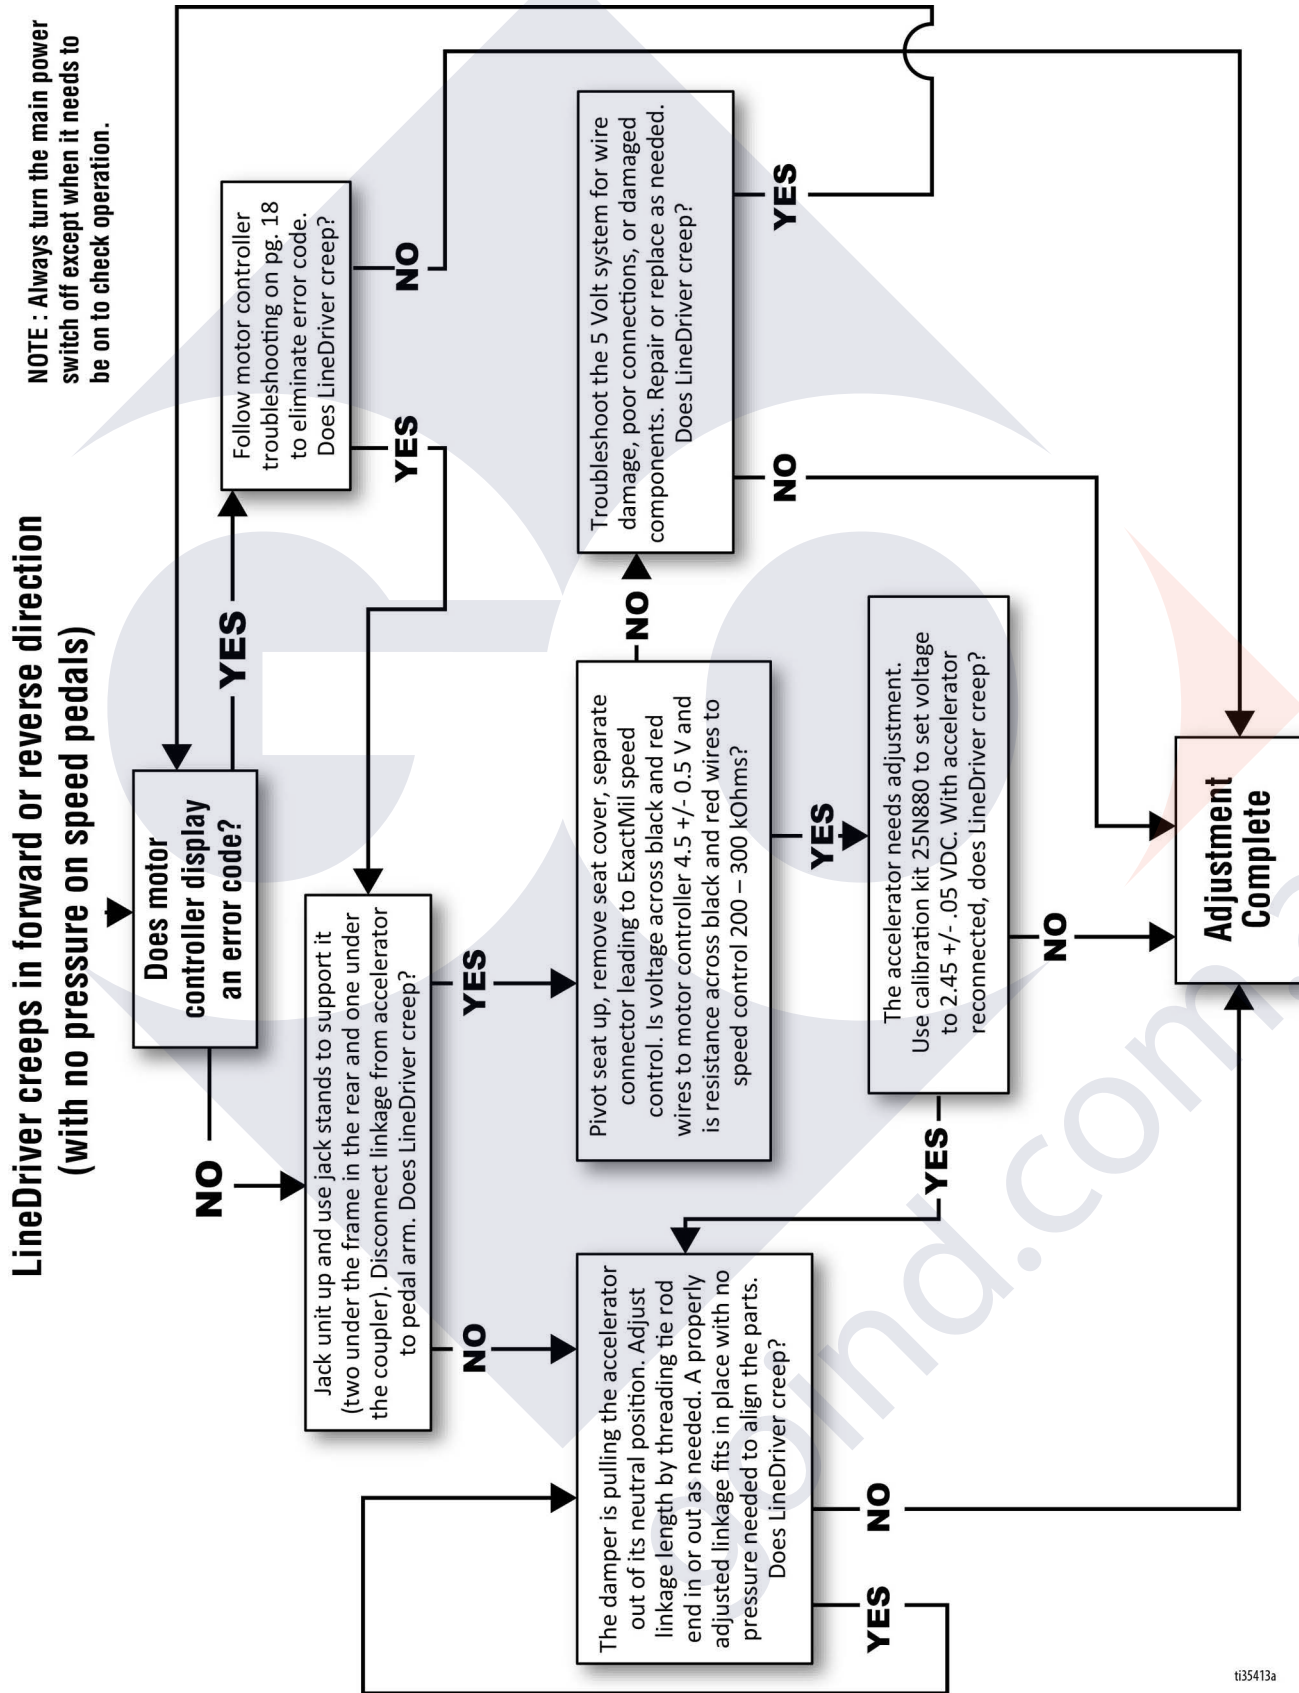 LineDriver creeps in forward or reverse direction
(with no pressure on speed pedals)
NOTE : Always turn the main power
switch off except when it needs to
be on to check operation.
Does motor
controller display
an error code?
NO
YES
Follow motor controller
troubleshooting on pg. 18
to eliminate error code.
Does LineDriver creep?
YES
NO
Jack unit up and use jack stands to support it
(two under the frame in the rear and one under
the coupler). Disconnect linkage from accelerator
to pedal arm. Does LineDriver creep?
NO
YES
The damper is pulling the accelerator
out of its neutral position. Adjust
linkage length by threading tie rod
end in or out as needed. A properly
adjusted linkage fits in place with no
pressure needed to align the parts.
Does LineDriver creep?
YES
NO
Pivot seat up, remove seat cover, separate
connector leading to ExactMil speed
control. Is voltage across black and red
wires to motor controller 4.5 +/- 0.5 V and
is resistance across black and red wires to
speed control 200 – 300 kOhms?
NO
YES
Troubleshoot the 5 Volt system for wire
damage, poor connections, or damaged
components. Repair or replace as needed.
Does LineDriver creep?
NO
YES
The accelerator needs adjustment.
Use calibration kit 25N880 to set voltage
to 2.45 +/- .05 VDC. With accelerator
reconnected, does LineDriver creep?
YES
NO
Adjustment
Complete
ti35413a
goind.com